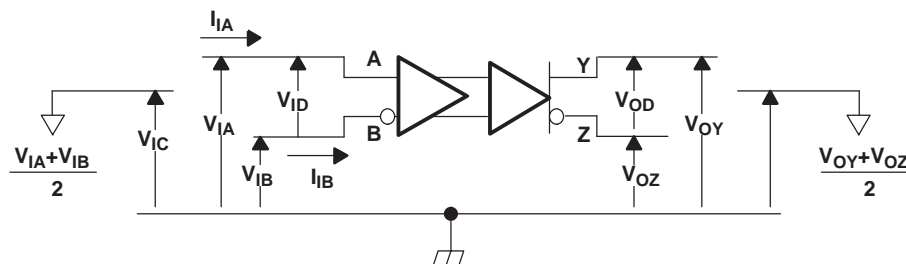 I_IA
A
Y
V_ID
V_OD
V_IA
V_OY
V_IC
B
Z
V_IA+V_IB
2
V_IB
I_IB
V_OZ
V_OY+V_OZ
2